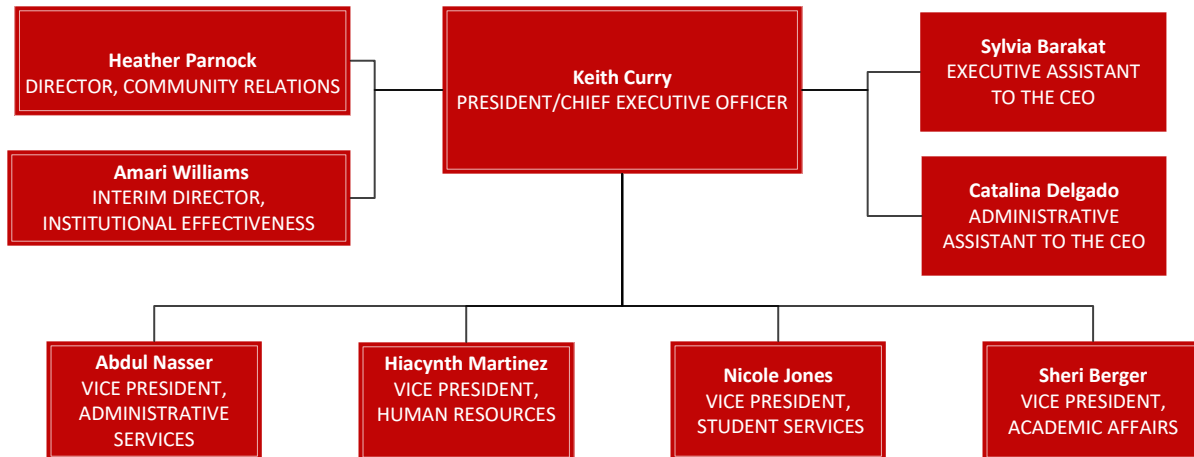 Heather Parnock
DIRECTOR, COMMUNITY RELATIONS
Keith Curry
PRESIDENT/CHIEF EXECUTIVE OFFICER
Sylvia Barakat
EXECUTIVE ASSISTANT
TO THE CEO
Amari Williams
INTERIM DIRECTOR,
INSTITUTIONAL EFFECTIVENESS
Catalina Delgado
ADMINISTRATIVE
ASSISTANT TO THE CEO
Abdul Nasser
VICE PRESIDENT,
ADMINISTRATIVE
SERVICES
Hiacynth Martinez
VICE PRESIDENT,
HUMAN RESOURCES
Nicole Jones
VICE PRESIDENT,
STUDENT SERVICES
Sheri Berger
VICE PRESIDENT,
ACADEMIC AFFAIRS